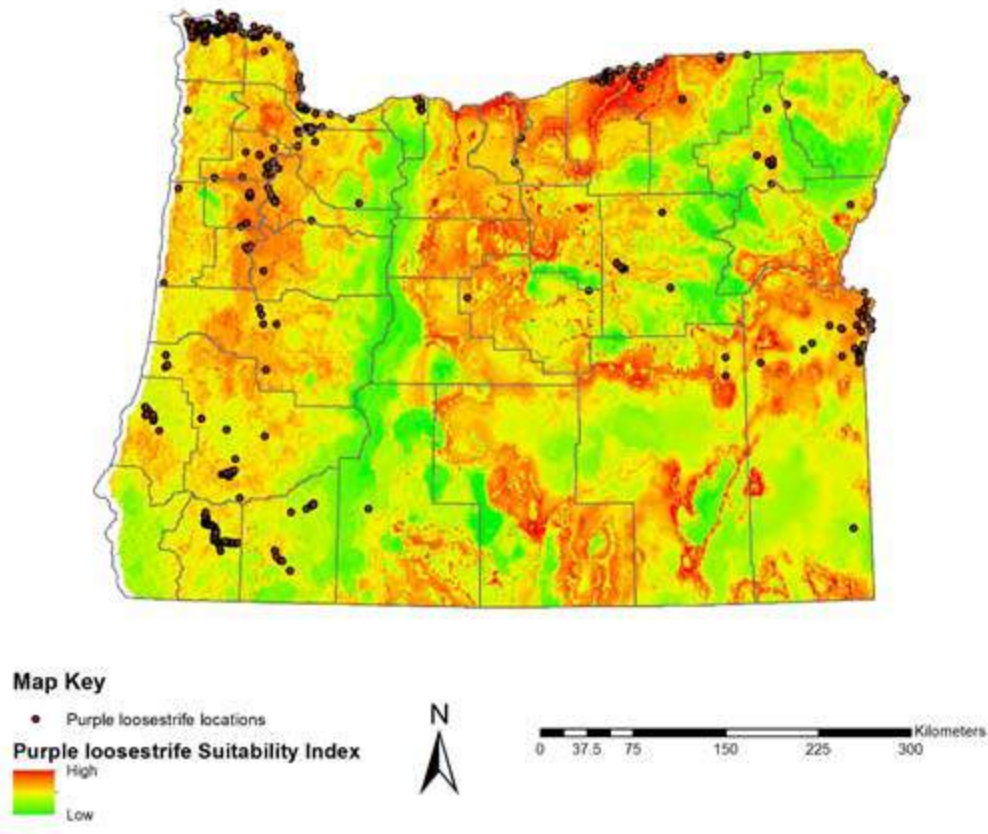 Map Key
Purple loosestrife locations
Purple loosestrife Suitability Index
High
Low
N
Kilometers
0 37.5 75 150 225 300